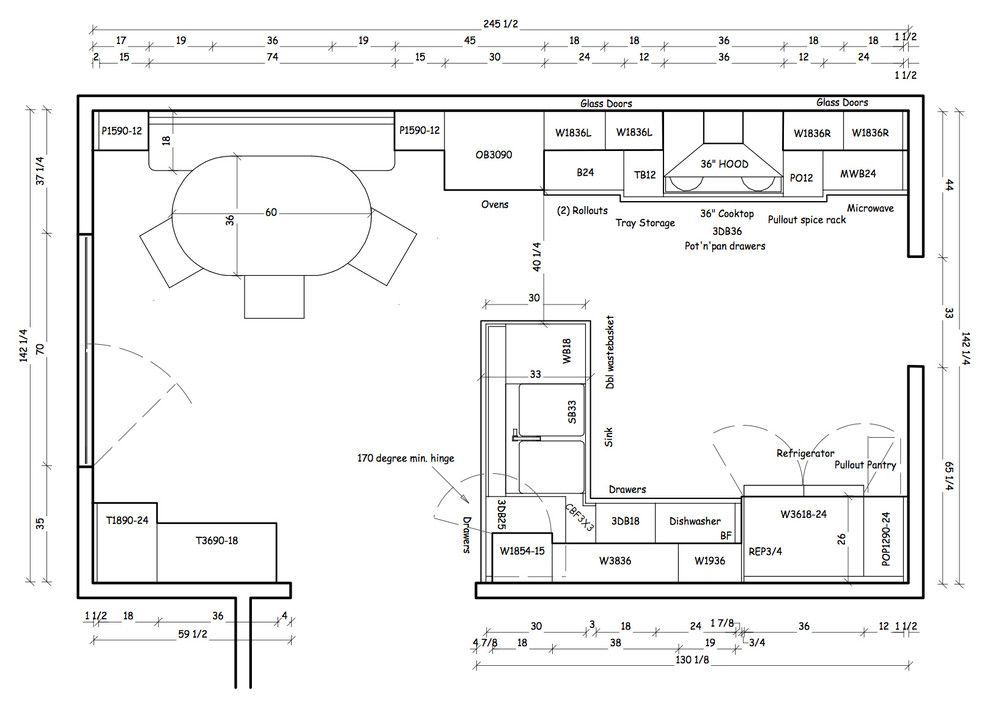 245 1/2
17 19 36 19 45 18 18 36 18 18 1 1/2
2 15 74 15 30 24 12 36 12 24
1 1/2
Glass Doors Glass Doors
P1590-12 18 P1590-12 OB3090 W1836L W1836L 36" HOOD W1836R W1836R
B24 TB12 PO12 MWB24
Ovens (2) Rollouts Tray Storage 36" Cooktop Pullout spice rack Microwave
3DB36
Pot'n'pan drawers
36 60
37 1/4
44
40 1/4
30
142 1/4
70
33
142 1/4
WB18
Dbl wastebasket
33
SB33
Sink
170 degree min. hinge
Refrigerator
Pullout Pantry
65 1/4
Drawers
35
T1890-24
T3690-18
Drawers
3DB25
CBF3X3
3DB18
Dishwasher
BF
W3618-24
26
POP1290-24
W1854-15
W3836
W1936
REP3/4
1 1/2 18 36 4
59 1/2
30 3 18 24 1 7/8 36 12 1 1/2
4 7/8 18 38 19 3/4
130 1/8